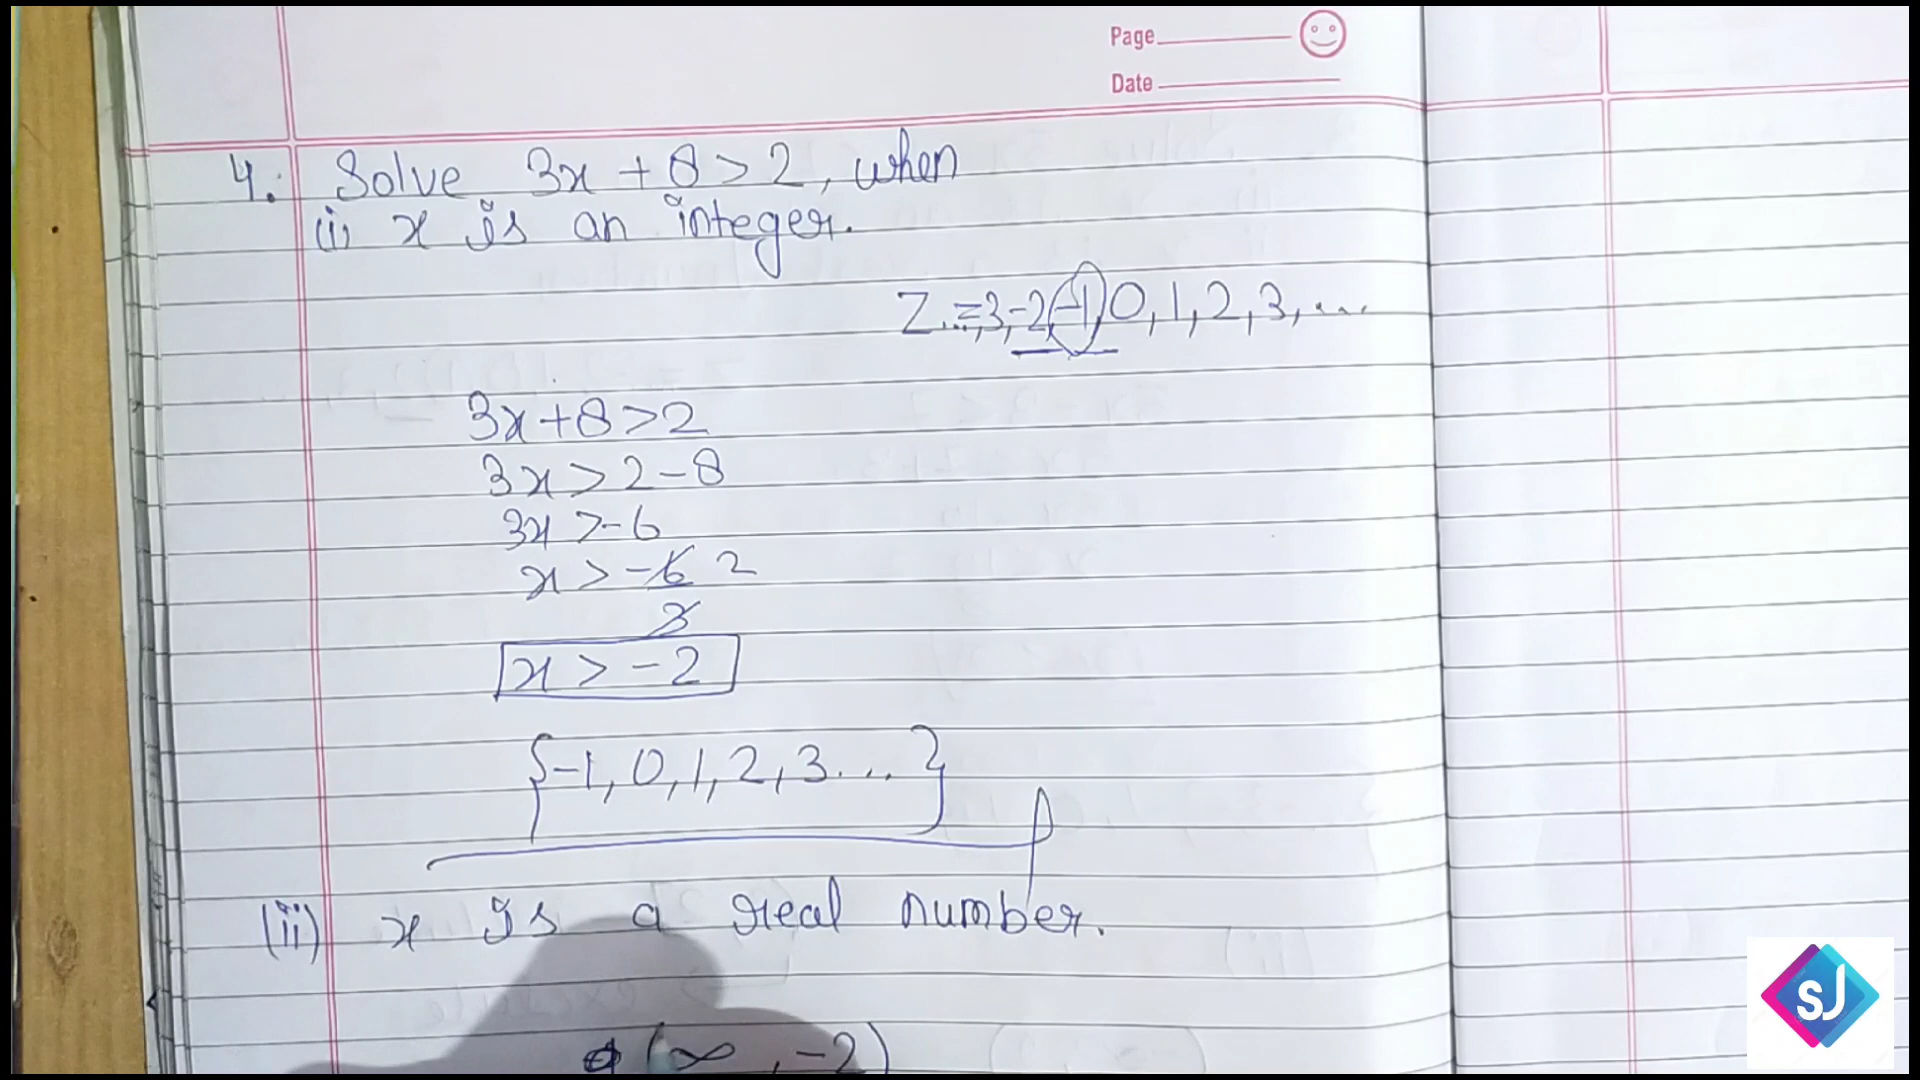 Page
Date
4. Solve 3x + 8 > 2, when
(i) x is an integer.
Z...=,-3,-2,-1,0,1,2,3,...
3x+8>2
3x>2-8
3x>-6
x>-6 2
3
x > -2
{-1,0,1,2,3...}
(ii) x is a real number.
(∞,-2)
SJ